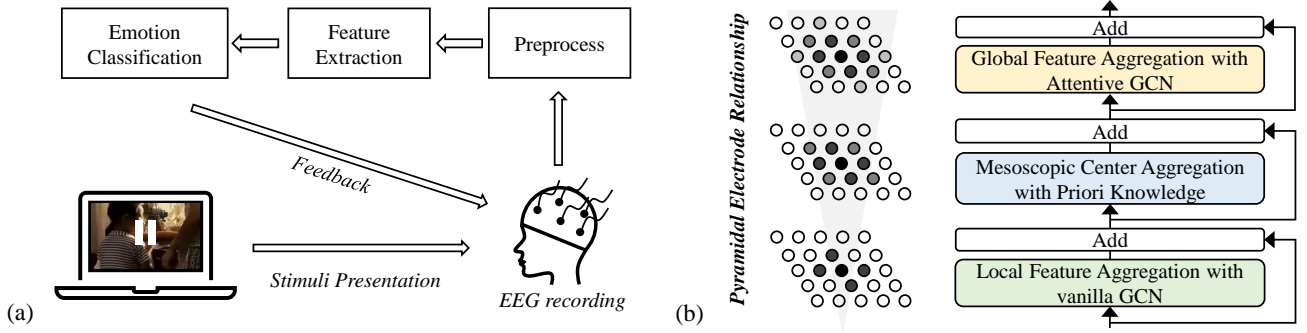 Emotion
Classification
Feature
Extraction
Preprocess
Feedback
Stimuli Presentation
EEG recording
(a)
Pyramidal Electrode Relationship
Add
Global Feature Aggregation with
Attentive GCN
Add
Mesoscopic Center Aggregation
with Priori Knowledge
Add
Local Feature Aggregation with
vanilla GCN
(b)